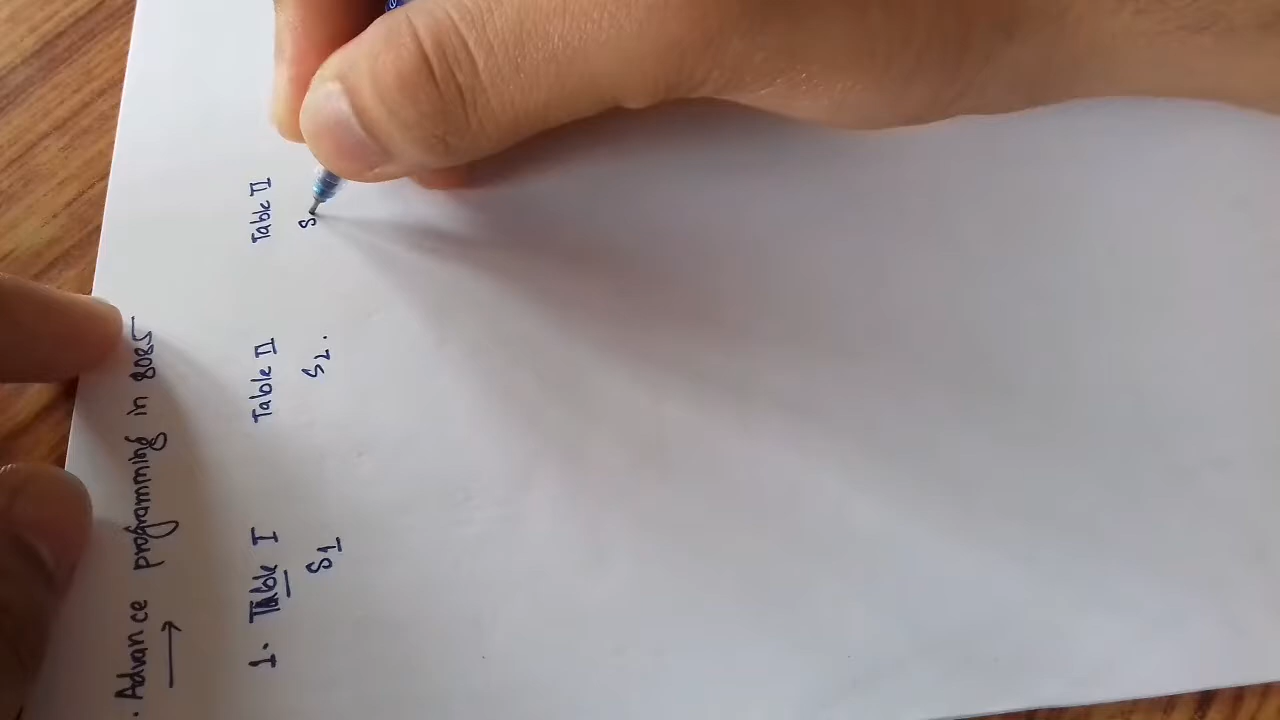 . Advance programming in 8085
1. Table I Table II Table II
S1 S2. S